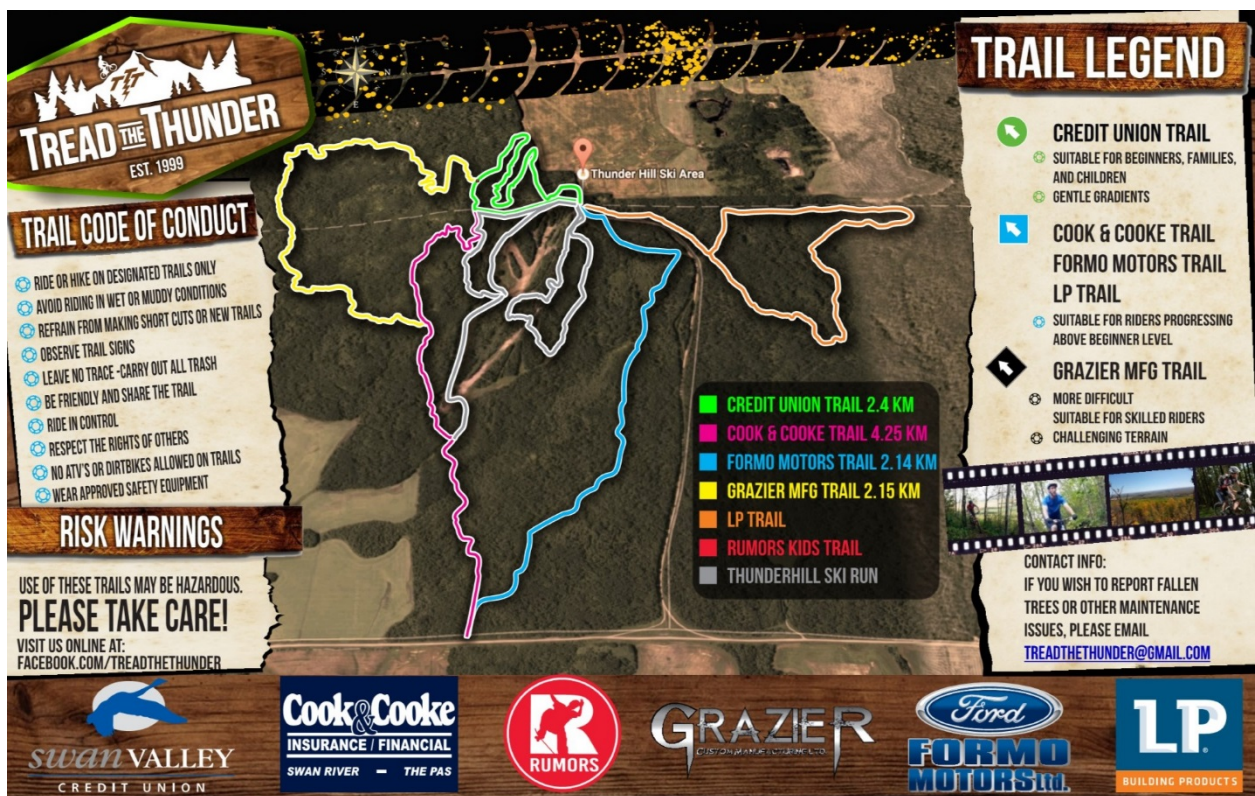 TREAD THE THUNDER
EST. 1999
TRAIL CODE OF CONDUCT
RIDE OR HIKE ON DESIGNATED TRAILS ONLY
AVOID RIDING IN WET OR MUDDY CONDITIONS
REFRAIN FROM MAKING SHORT CUTS OR NEW TRAILS
OBSERVE TRAIL SIGNS
LEAVE NO TRACE -CARRY OUT ALL TRASH
BE FRIENDLY AND SHARE THE TRAIL
RIDE IN CONTROL
RESPECT THE RIGHTS OF OTHERS
NO ATV'S OR DIRTBIKES ALLOWED ON TRAILS
WEAR APPROVED SAFETY EQUIPMENT
RISK WARNINGS
USE OF THESE TRAILS MAY BE HAZARDOUS.
PLEASE TAKE CARE!
VISIT US ONLINE AT:
FACEBOOK.COM/TREADTHETHUNDER
W
N
E
Thunder Hill Ski Area
CREDIT UNION TRAIL 2.4 KM
COOK & COOKE TRAIL 4.25 KM
FORMO MOTORS TRAIL 2.14 KM
GRAZIER MFG TRAIL 2.15 KM
LP TRAIL
RUMORS KIDS TRAIL
THUNDERHILL SKI RUN
TRAIL LEGEND
CREDIT UNION TRAIL
SUITABLE FOR BEGINNERS, FAMILIES,
AND CHILDREN
GENTLE GRADIENTS
COOK & COOKE TRAIL
FORMO MOTORS TRAIL
LP TRAIL
SUITABLE FOR RIDERS PROGRESSING
ABOVE BEGINNER LEVEL
GRAZIER MFG TRAIL
MORE DIFFICULT
SUITABLE FOR SKILLED RIDERS
CHALLENGING TERRAIN
CONTACT INFO:
IF YOU WISH TO REPORT FALLEN
TREES OR OTHER MAINTENANCE
ISSUES, PLEASE EMAIL
TREADTHETHUNDER@GMAIL.COM
swan VALLEY
CREDIT UNION
Cook & Cooke
INSURANCE / FINANCIAL
SWAN RIVER — THE PAS
R
RUMORS
GRAZIER
CUSTOM MANUFACTURING LTD
Ford
FORMO
MOTORS Ltd.
LP
BUILDING PRODUCTS